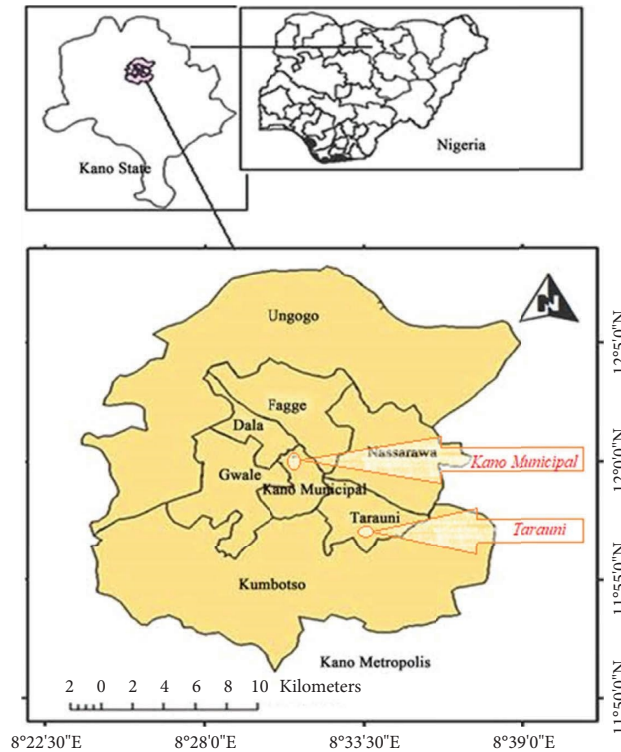 Kano State
Nigeria
N
Ungogo
Fagge
Dala
Nassarawa
Gwale
Kano Municipal
Kano Municipal
Tarauni
Tarauni
Kumbotso
Kano Metropolis
2 0 2 4 6 8 10 Kilometers
12°5'0"N
12°0'0"N
11°55'0"N
11°50'0"N
8°22'30"E 8°28'0"E 8°33'30"E 8°39'0"E